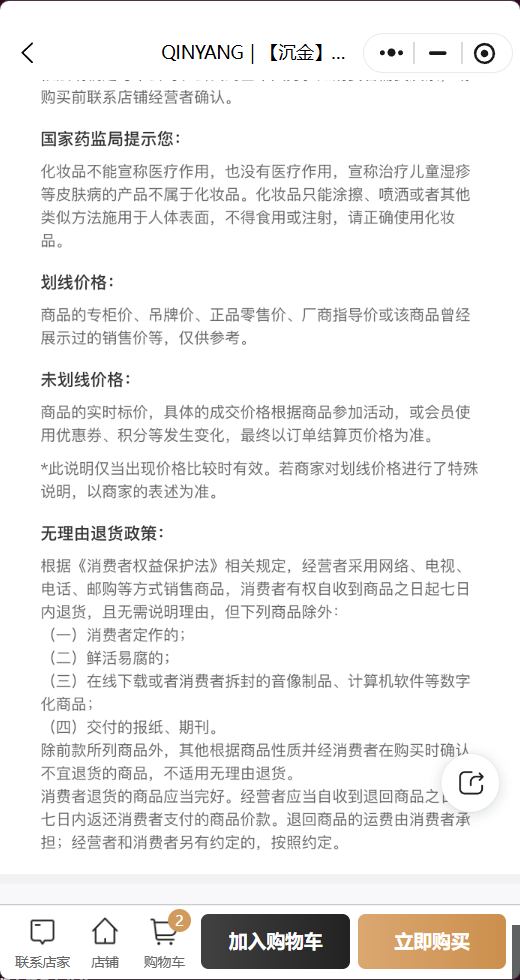 QINYANG | 【沉金】...
购买前联系店铺经营者确认。
国家药监局提示您：
化妆品不能宣称医疗作用，也没有医疗作用，宣称治疗儿童湿疹
等皮肤病的产品不属于化妆品。化妆品只能涂擦、喷洒或者其他
类似方法施用于人体表面，不得食用或注射，请正确使用化妆
品。
划线价格：
商品的专柜价、吊牌价、正品零售价、厂商指导价或该商品曾经
展示过的销售价等，仅供参考。
未划线价格：
商品的实时标价，具体的成交价格根据商品参加活动，或会员使
用优惠券、积分等发生变化，最终以订单结算页价格为准。
*此说明仅当出现价格比较时有效。若商家对划线价格进行了特殊
说明，以商家的表述为准。
无理由退货政策：
根据《消费者权益保护法》相关规定，经营者采用网络、电视、
电话、邮购等方式销售商品，消费者有权自收到商品之日起七日
内退货，且无需说明理由，但下列商品除外：
（一）消费者定作的；
（二）鲜活易腐的；
（三）在线下载或者消费者拆封的音像制品、计算机软件等数字
化商品；
（四）交付的报纸、期刊。
除前款所列商品外，其他根据商品性质并经消费者在购买时确认
不宜退货的商品，不适用无理由退货。
消费者退货的商品应当完好。经营者应当自收到退回商品之日
七日内返还消费者支付的商品价款。退回商品的运费由消费者承
担；经营者和消费者另有约定的，按照约定。
2
联系店家 店铺 购物车 加入购物车 立即购买